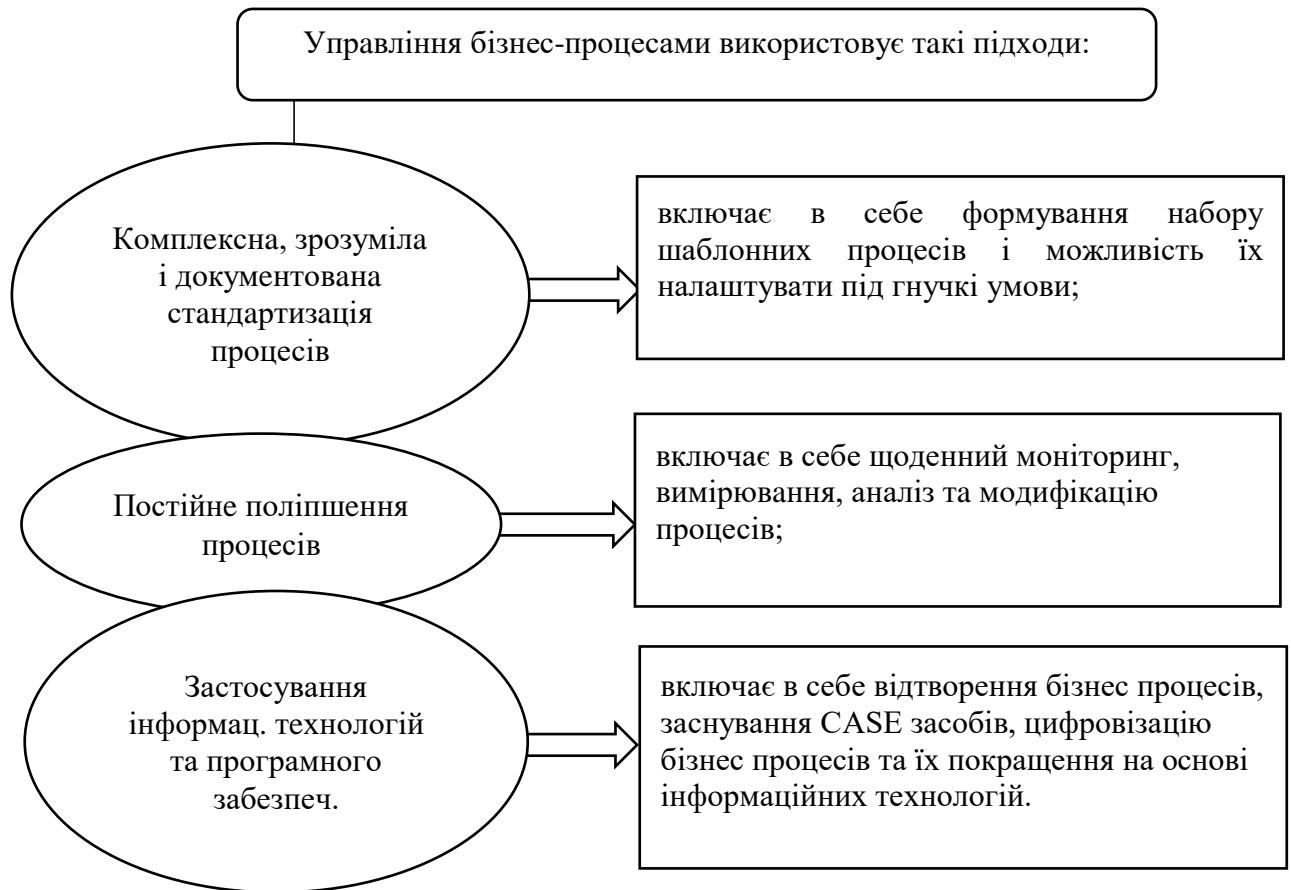 Управління бізнес-процесами використовує такі підходи:
Комплексна, зрозуміла
і документована
стандартизація
процесів
включає в себе формування набору
шаблонних процесів і можливість їх
налаштувати під гнучкі умови;
Постійне поліпшення
процесів
включає в себе щоденний моніторинг,
вимірювання, аналіз та модифікацію
процесів;
Застосування
інформац. технологій
та програмного
забезпеч.
включає в себе відтворення бізнес процесів,
заснування CASE засобів, цифровізацію
бізнес процесів та їх покращення на основі
інформаційних технологій.